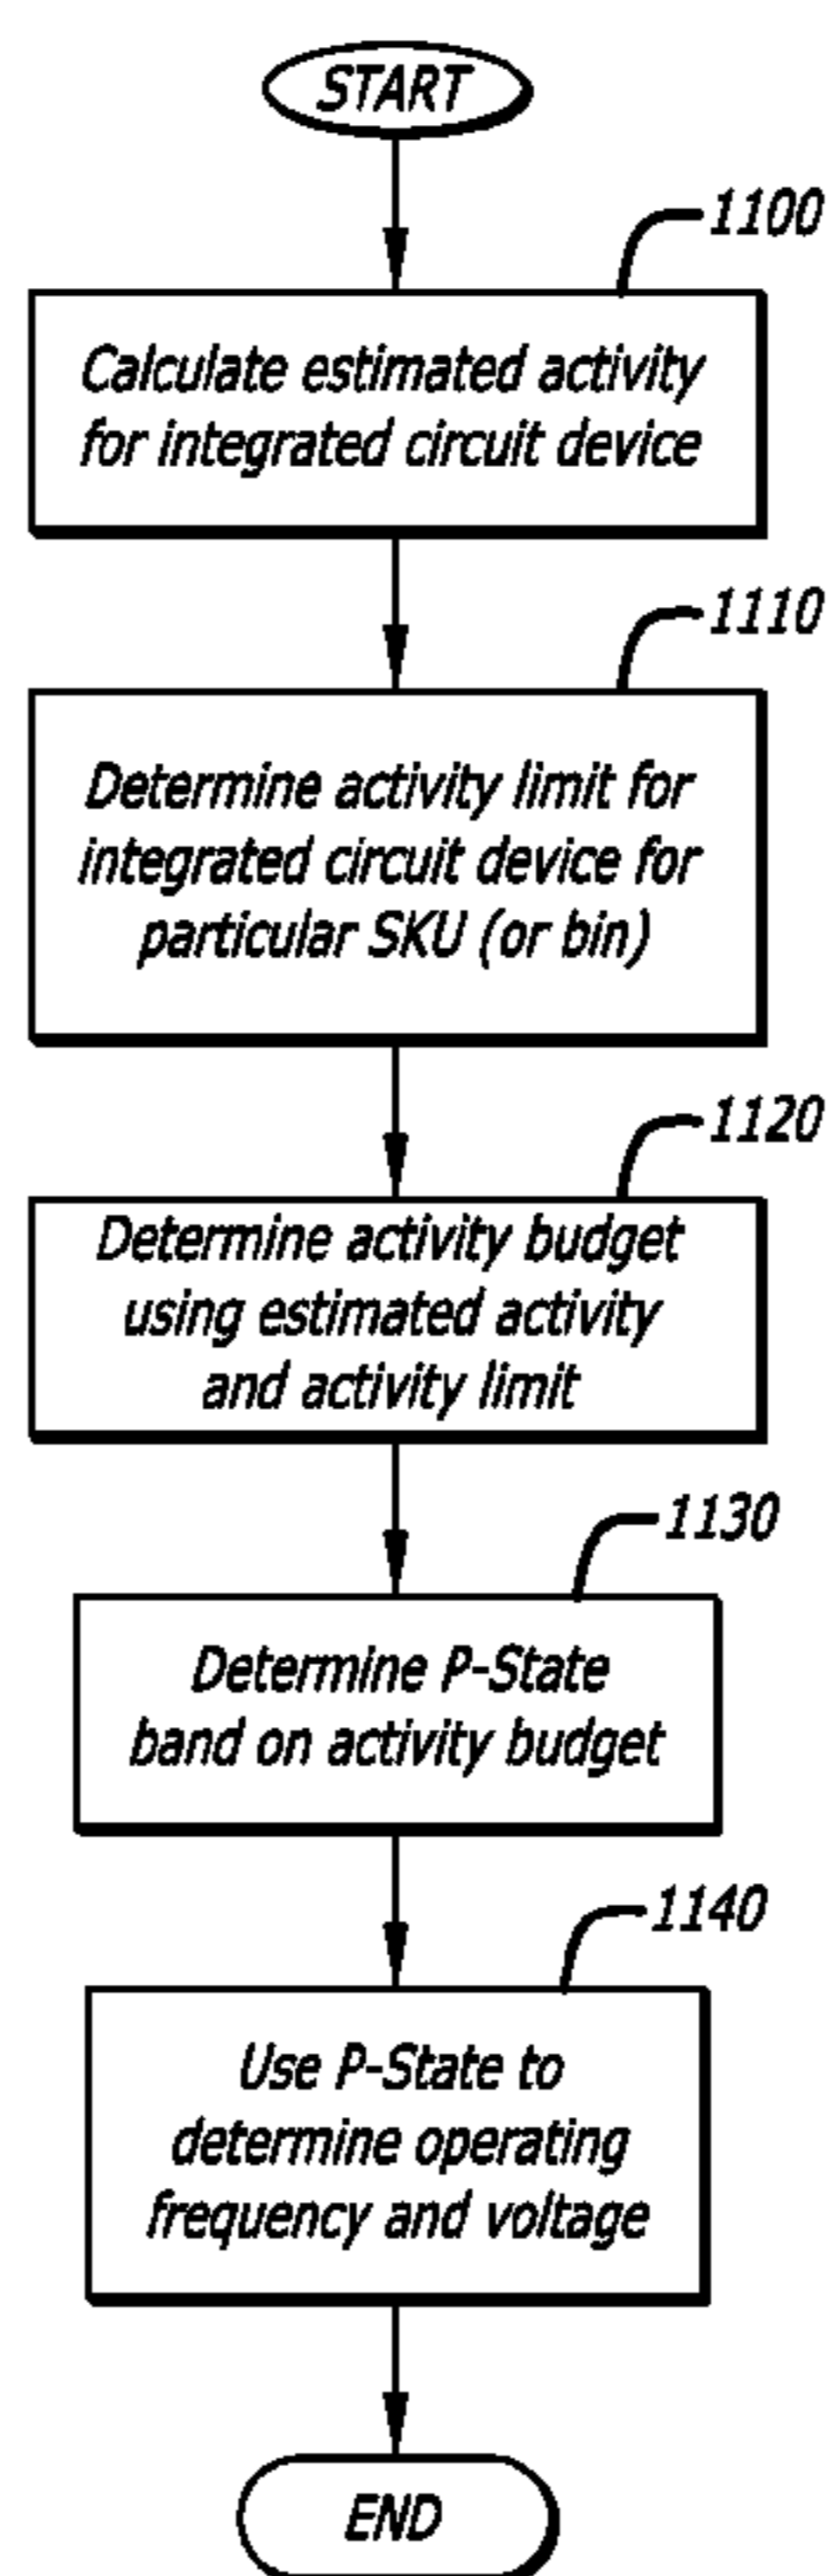 START
1100
Calculate estimated activity
for integrated circuit device
1110
Determine activity limit for
integrated circuit device for
particular SKU (or bin)
1120
Determine activity budget
using estimated activity
and activity limit
1130
Determine P-State
band on activity budget
1140
Use P-State to
determine operating
frequency and voltage
END